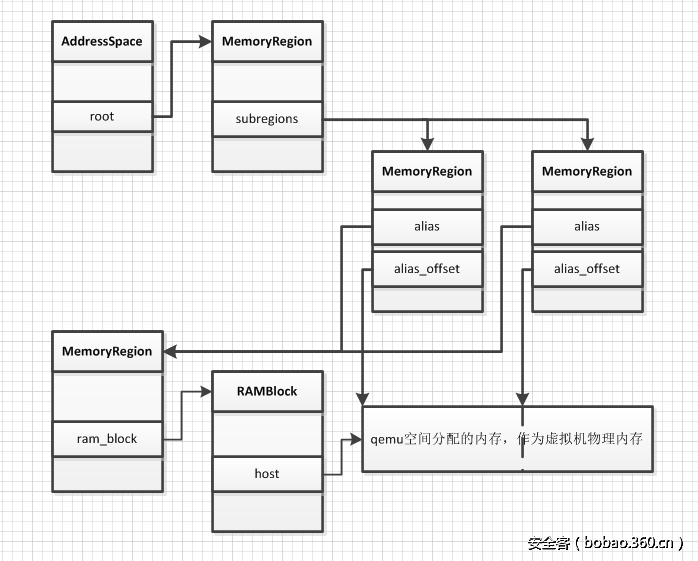 AddressSpace
root
MemoryRegion
subregions
MemoryRegion
alias
alias_offset
MemoryRegion
alias
alias_offset
MemoryRegion
ram_block
RAMBlock
host
qemu空间分配的内存，作为虚拟机物理内存
安全客（bobao.360.cn）